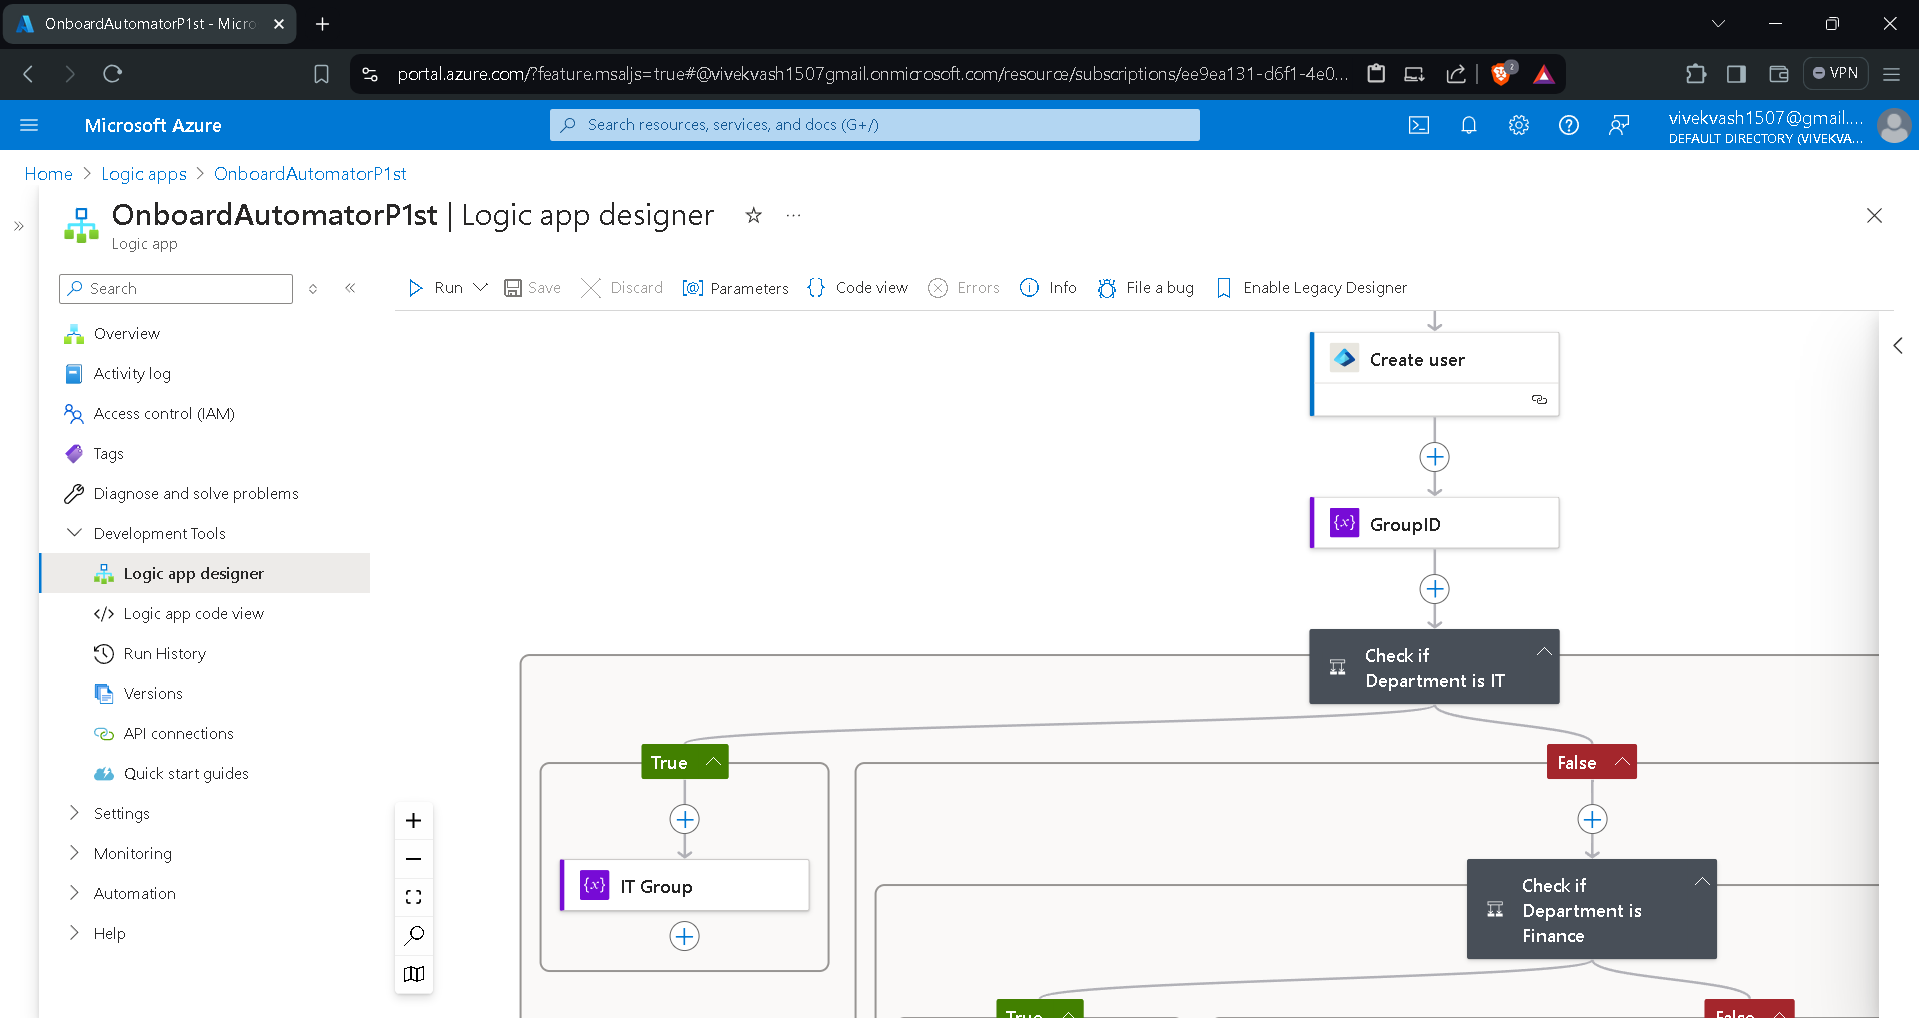 OnboardAutomatorP1st - Micro
portal.azure.com/?feature.msaljs=true#@vivekvash1507gmail.onmicrosoft.com/resource/subscriptions/ee9ea131-d6f1-4e0...
2
VPN
Microsoft Azure
Search resources, services, and docs (G+/)
vivekvash1507@gmail....
DEFAULT DIRECTORY (VIVEKVA...
Home > Logic apps > OnboardAutomatorP1st
OnboardAutomatorP1st | Logic app designer
Logic app
Search
Run
Save
Discard
Parameters
Code view
Errors
Info
File a bug
Enable Legacy Designer
Overview
Activity log
Access control (IAM)
Tags
Diagnose and solve problems
Development Tools
Logic app designer
Logic app code view
Run History
Versions
API connections
Quick start guides
Settings
Monitoring
Automation
Help
Create user
GroupID
Check if
Department is IT
True
False
IT Group
Check if
Department is
Finance
True
False